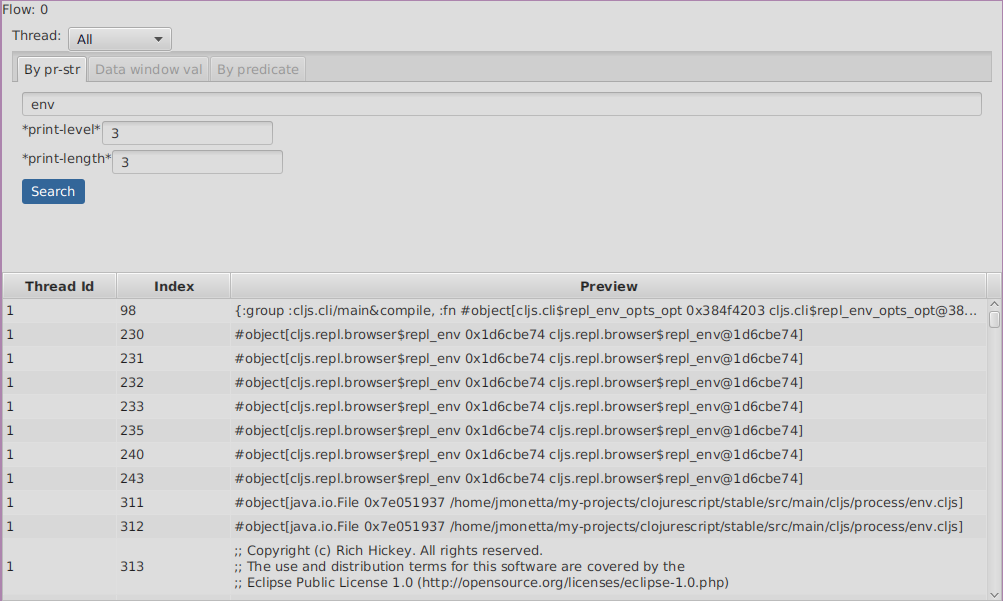 Flow: 0
Thread: All
By pr-str Data window val By predicate
env
*print-level* 3
*print-length* 3
Search
Thread Id Index Preview
1 98 {:group :cljs.cli/main&compile, :fn #object[cljs.cli$repl_env_opts_opt 0x384f4203 cljs.cli$repl_env_opts_opt@38...
1 230 #object[cljs.repl.browser$repl_env 0x1d6cbe74 cljs.repl.browser$repl_env@1d6cbe74]
1 231 #object[cljs.repl.browser$repl_env 0x1d6cbe74 cljs.repl.browser$repl_env@1d6cbe74]
1 232 #object[cljs.repl.browser$repl_env 0x1d6cbe74 cljs.repl.browser$repl_env@1d6cbe74]
1 233 #object[cljs.repl.browser$repl_env 0x1d6cbe74 cljs.repl.browser$repl_env@1d6cbe74]
1 235 #object[cljs.repl.browser$repl_env 0x1d6cbe74 cljs.repl.browser$repl_env@1d6cbe74]
1 240 #object[cljs.repl.browser$repl_env 0x1d6cbe74 cljs.repl.browser$repl_env@1d6cbe74]
1 243 #object[cljs.repl.browser$repl_env 0x1d6cbe74 cljs.repl.browser$repl_env@1d6cbe74]
1 311 #object[java.io.File 0x7e051937 /home/jmonetta/my-projects/clojurescript/stable/src/main/cljs/process/env.cljs]
1 312 #object[java.io.File 0x7e051937 /home/jmonetta/my-projects/clojurescript/stable/src/main/cljs/process/env.cljs]
;; Copyright (c) Rich Hickey. All rights reserved.
1 313 ;; The use and distribution terms for this software are covered by the
;; Eclipse Public License 1.0 (http://opensource.org/licenses/eclipse-1.0.php)